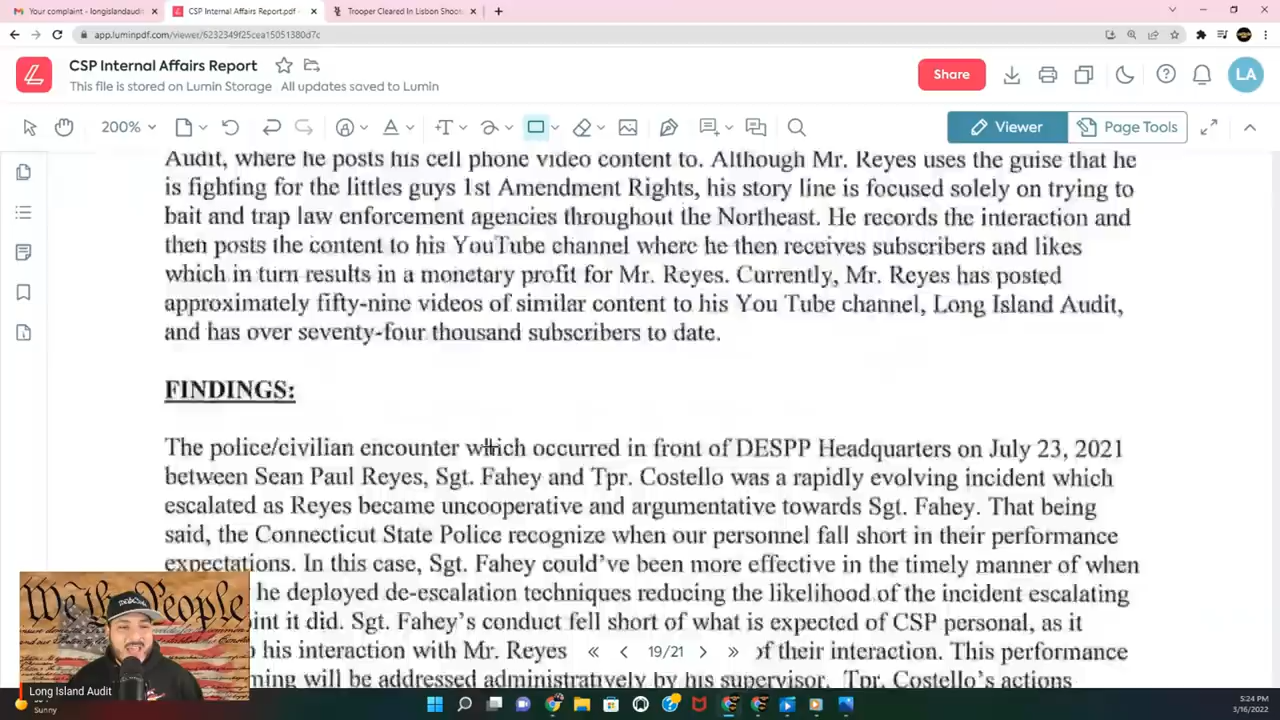 Your complaint - longislandaudit
CSP Internal Affairs Report.pdf -
Trooper Cleared In Lisbon Shoot
app.luminpdf.com/viewer/6232349f25cea15051380d7c
CSP Internal Affairs Report
This file is stored on Lumin Storage All updates saved to Lumin
Share
LA
200%
Viewer
Page Tools
Audit, where he posts his cell phone video content to. Although Mr. Reyes uses the guise that he
is fighting for the littles guys 1st Amendment Rights, his story line is focused solely on trying to
bait and trap law enforcement agencies throughout the Northeast. He records the interaction and
then posts the content to his YouTube channel where he then receives subscribers and likes
which in turn results in a monetary profit for Mr. Reyes. Currently, Mr. Reyes has posted
approximately fifty-nine videos of similar content to his You Tube channel, Long Island Audit,
and has over seventy-four thousand subscribers to date.
FINDINGS:
The police/civilian encounter which occurred in front of DESPP Headquarters on July 23, 2021
between Sean Paul Reyes, Sgt. Fahey and Tpr. Costello was a rapidly evolving incident which
escalated as Reyes became uncooperative and argumentative towards Sgt. Fahey. That being
said, the Connecticut State Police recognize when our personnel fall short in their performance
expectations. In this case, Sgt. Fahey could've been more effective in the timely manner of when
he deployed de-escalation techniques reducing the likelihood of the incident escalating
int it did. Sgt. Fahey's conduct fell short of what is expected of CSP personal, as it
his interaction with Mr. Reyes
of their interaction. This performance
ming will be addressed administratively by his supervisor. Tpr. Costello's actions
19/21
We the People
Long Island Audit
Sunny
5:24 PM
3/16/2022